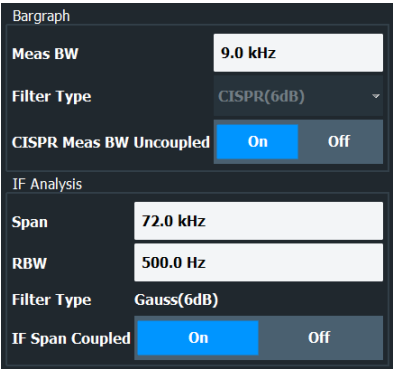 Bargraph
Meas BW 9.0 kHz
Filter Type CISPR(6dB)
CISPR Meas BW Uncoupled On Off
IF Analysis
Span 72.0 kHz
RBW 500.0 Hz
Filter Type Gauss(6dB)
IF Span Coupled On Off